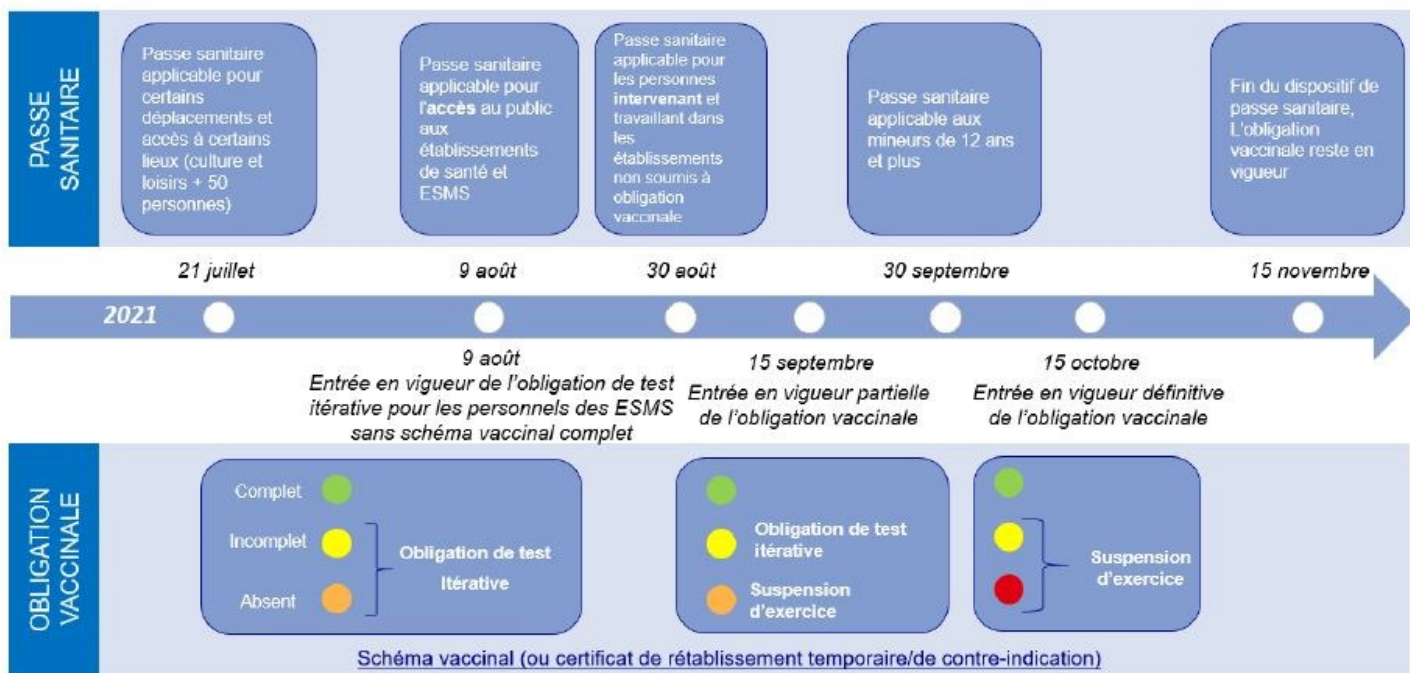 PASSE
SANITAIRE
Passe sanitaire
applicable pour
certains
déplacements et
accès à certains
lieux (culture et
loisirs + 50
personnes)
Passe sanitaire
applicable pour
l'accès au public
aux
établissements
de santé et
ESMS
Passe sanitaire
applicable pour
les personnes
intervenant et
travaillant dans
les
établissements
non soumis à
obligation
vaccinale
Passe sanitaire
applicable aux
mineurs de 12 ans
et plus
Fin du dispositif de
passe sanitaire,
L'obligation
vaccinale reste en
vigueur
21 juillet
9 août
30 août
30 septembre
15 novembre
2021
9 août
Entrée en vigueur de l'obligation de test
itérative pour les personnels des ESMS
sans schéma vaccinal complet
15 septembre
Entrée en vigueur partielle
de l'obligation vaccinale
15 octobre
Entrée en vigueur définitive
de l'obligation vaccinale
OBLIGATION
VACCINALE
Complet
Incomplet
Absent
Obligation de test
Itérative
Obligation de test
itérative
Suspension
d'exercice
Suspension
d'exercice
Schéma vaccinal (ou certificat de rétablissement temporaire/de contre-indication)